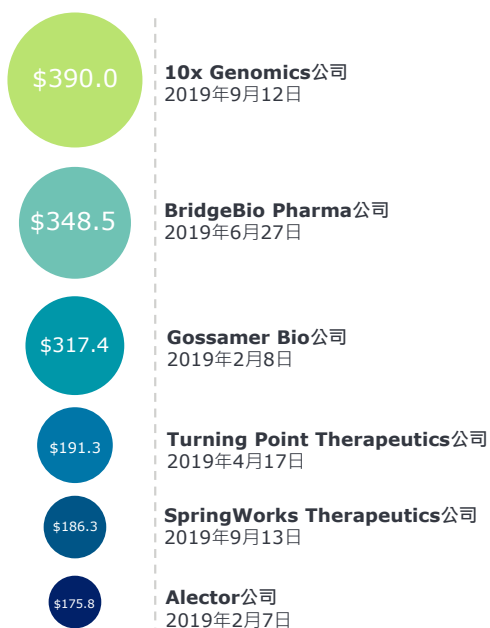 $390.0
10x Genomics公司
2019年9月12日
$348.5
BridgeBio Pharma公司
2019年6月27日
$317.4
Gossamer Bio公司
2019年2月8日
$191.3
Turning Point Therapeutics公司
2019年4月17日
$186.3
SpringWorks Therapeutics公司
2019年9月13日
$175.8
Alector公司
2019年2月7日